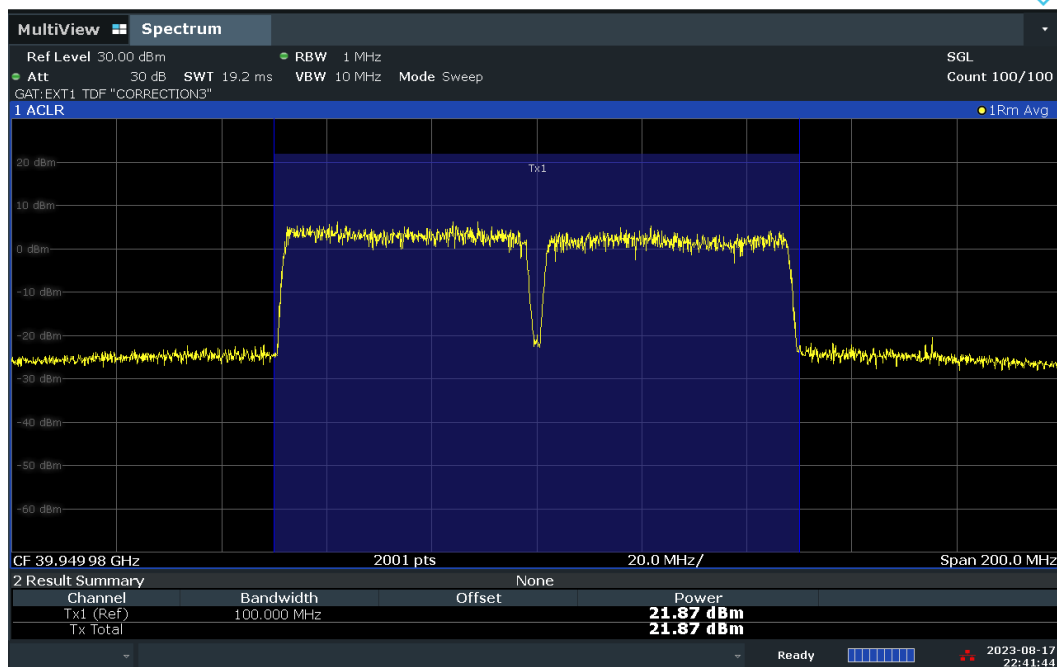 MultiView Spectrum
Ref Level 30.00 dBm RBW 1 MHz SGL
Att 30 dB SWT 19.2 ms VBW 10 MHz Mode Sweep Count 100/100
GAT:EXT1 TDF "CORRECTION3"
1 ACLR 1Rm Avg
Tx1
20 dBm
10 dBm
0 dBm
-10 dBm
-20 dBm
-30 dBm
-40 dBm
-50 dBm
-60 dBm
CF 39.94998 GHz 2001 pts 20.0 MHz/ Span 200.0 MHz
2 Result Summary None
Channel Bandwidth Offset Power
Tx1 (Ref) 100.000 MHz 21.87 dBm
Tx Total 21.87 dBm
Ready 2023-08-17
22:41:44